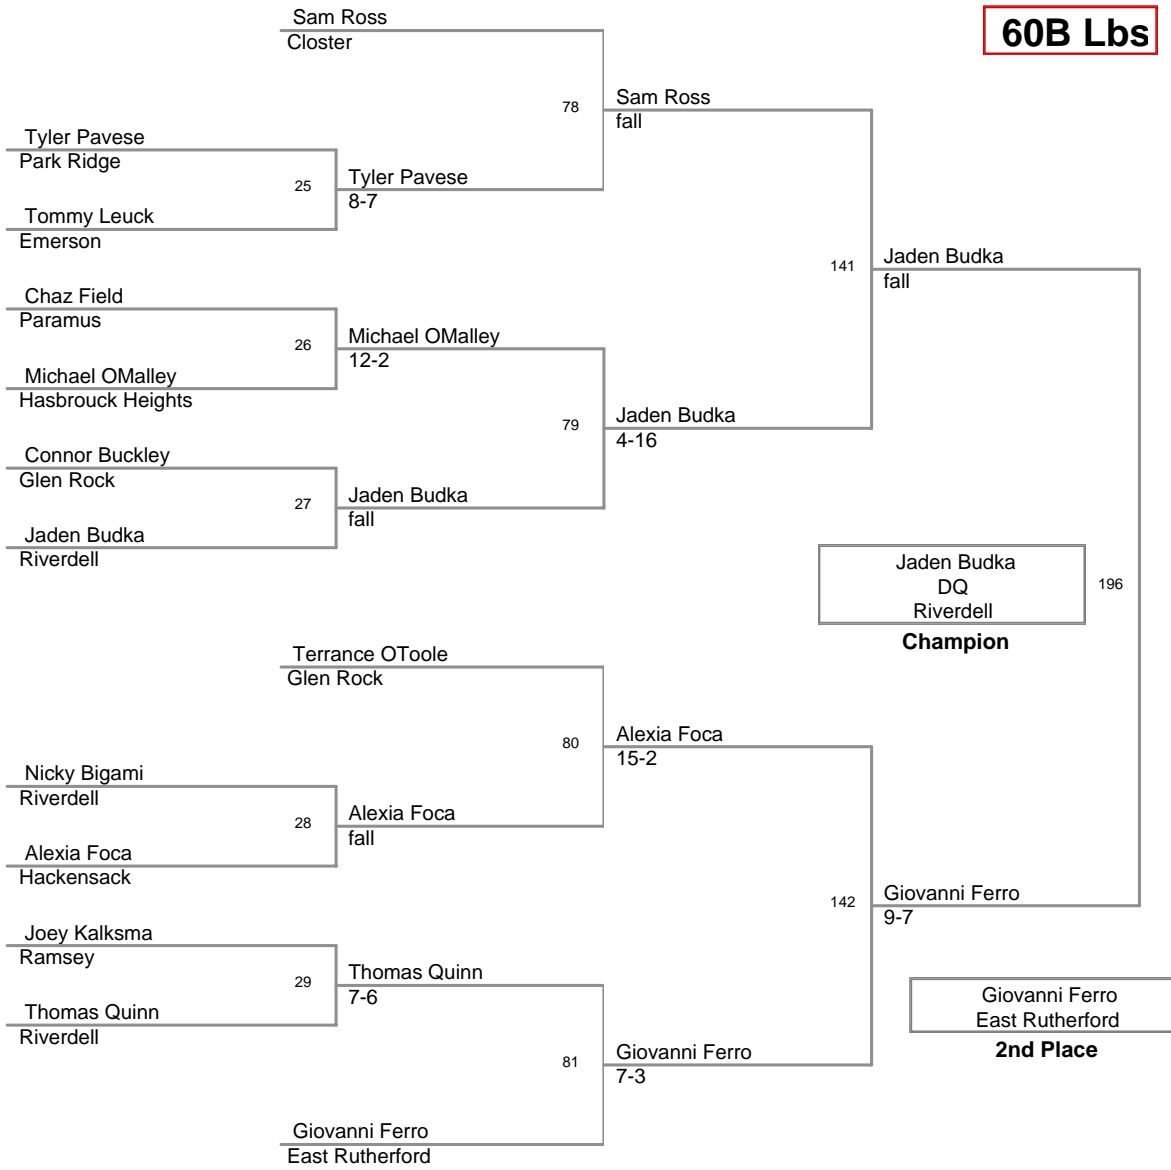 Sam Ross
Closter
60B Lbs
78
Sam Ross
fall
Tyler Pavese
Park Ridge
25
Tyler Pavese
8-7
Tommy Leuck
Emerson
141
Jaden Budka
fall
Chaz Field
Paramus
26
Michael OMalley
12-2
Michael OMalley
Hasbrouck Heights
79
Jaden Budka
4-16
Connor Buckley
Glen Rock
27
Jaden Budka
fall
Jaden Budka
Riverdell
Jaden Budka
DQ
Riverdell
196
Champion
Terrance OToole
Glen Rock
80
Alexia Foca
15-2
Nicky Bigami
Riverdell
28
Alexia Foca
fall
Alexia Foca
Hackensack
142
Giovanni Ferro
9-7
Joey Kalksma
Ramsey
29
Thomas Quinn
7-6
Thomas Quinn
Riverdell
Giovanni Ferro
East Rutherford
2nd Place
81
Giovanni Ferro
7-3
Giovanni Ferro
East Rutherford